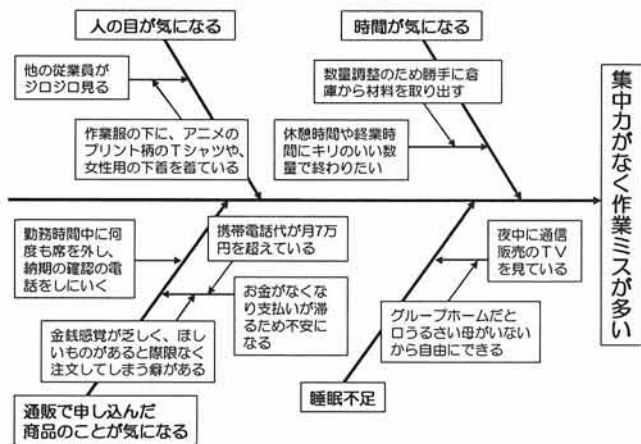 人の目が気になる
時間が気になる
他の従業員が
ジロジロ見る
作業服の下に、アニメの
プリント柄のTシャツや、
女性用の下着を着ている
数量調整のため勝手に倉
庫から材料を取り出す
休憩時間や終業時
間にキリのいい数
量で終わりたい
集中力がなく作業ミスが多い
勤務時間中に何
度も席を外し、
納期の確認の電
話をしにいく
携帯電話代が月7万
円を超えている
お金がなくな
り支払いが滞
るため不安に
なる
金銭感覚が乏しく、ほし
いものがあると際限なく
注文してしまう癖がある
通販で申し込んだ
商品のことが気になる
夜中に通信
販売のTV
を見ている
グループホームだと
口うるさい母がいない
から自由にできる
睡眠不足